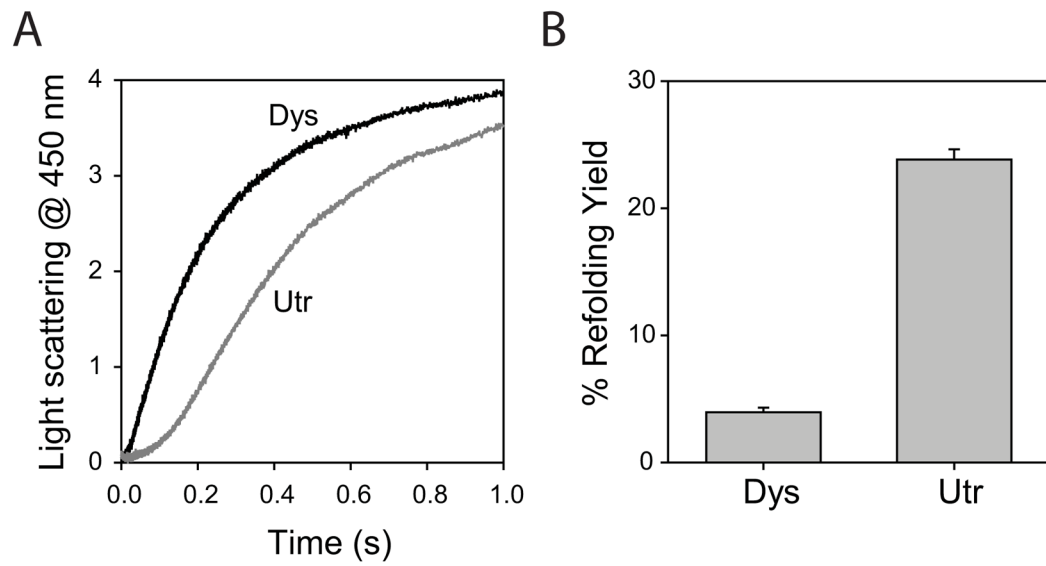 A
Light scattering @ 450 nm
4
3
2
1
0
Dys
Utr
0.0 0.2 0.4 0.6 0.8 1.0
Time (s)
B
% Refolding Yield
30
20
10
0
Dys Utr